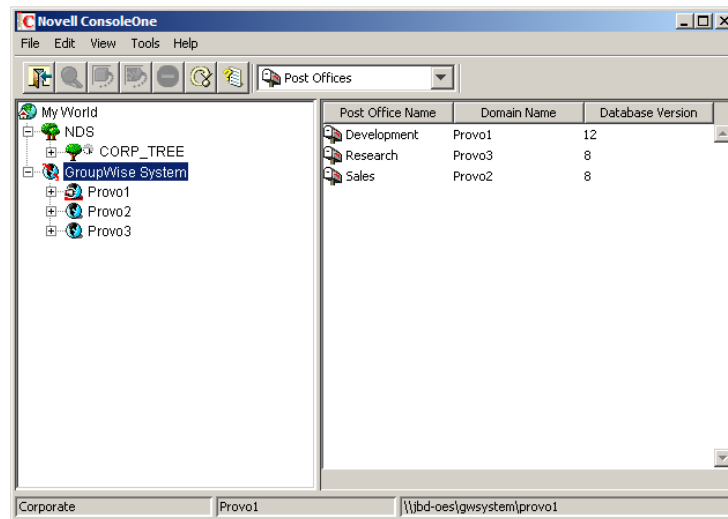 Novell ConsoleOne
File Edit View Tools Help
Post Offices
My World
NDS
CORP_TREE
GroupWise System
Provo1
Provo2
Provo3
Post Office Name Domain Name Database Version
Development Provo1 12
Research Provo3 8
Sales Provo2 8
Corporate Provo1 \\jbd-oes\gwsystem\provo1